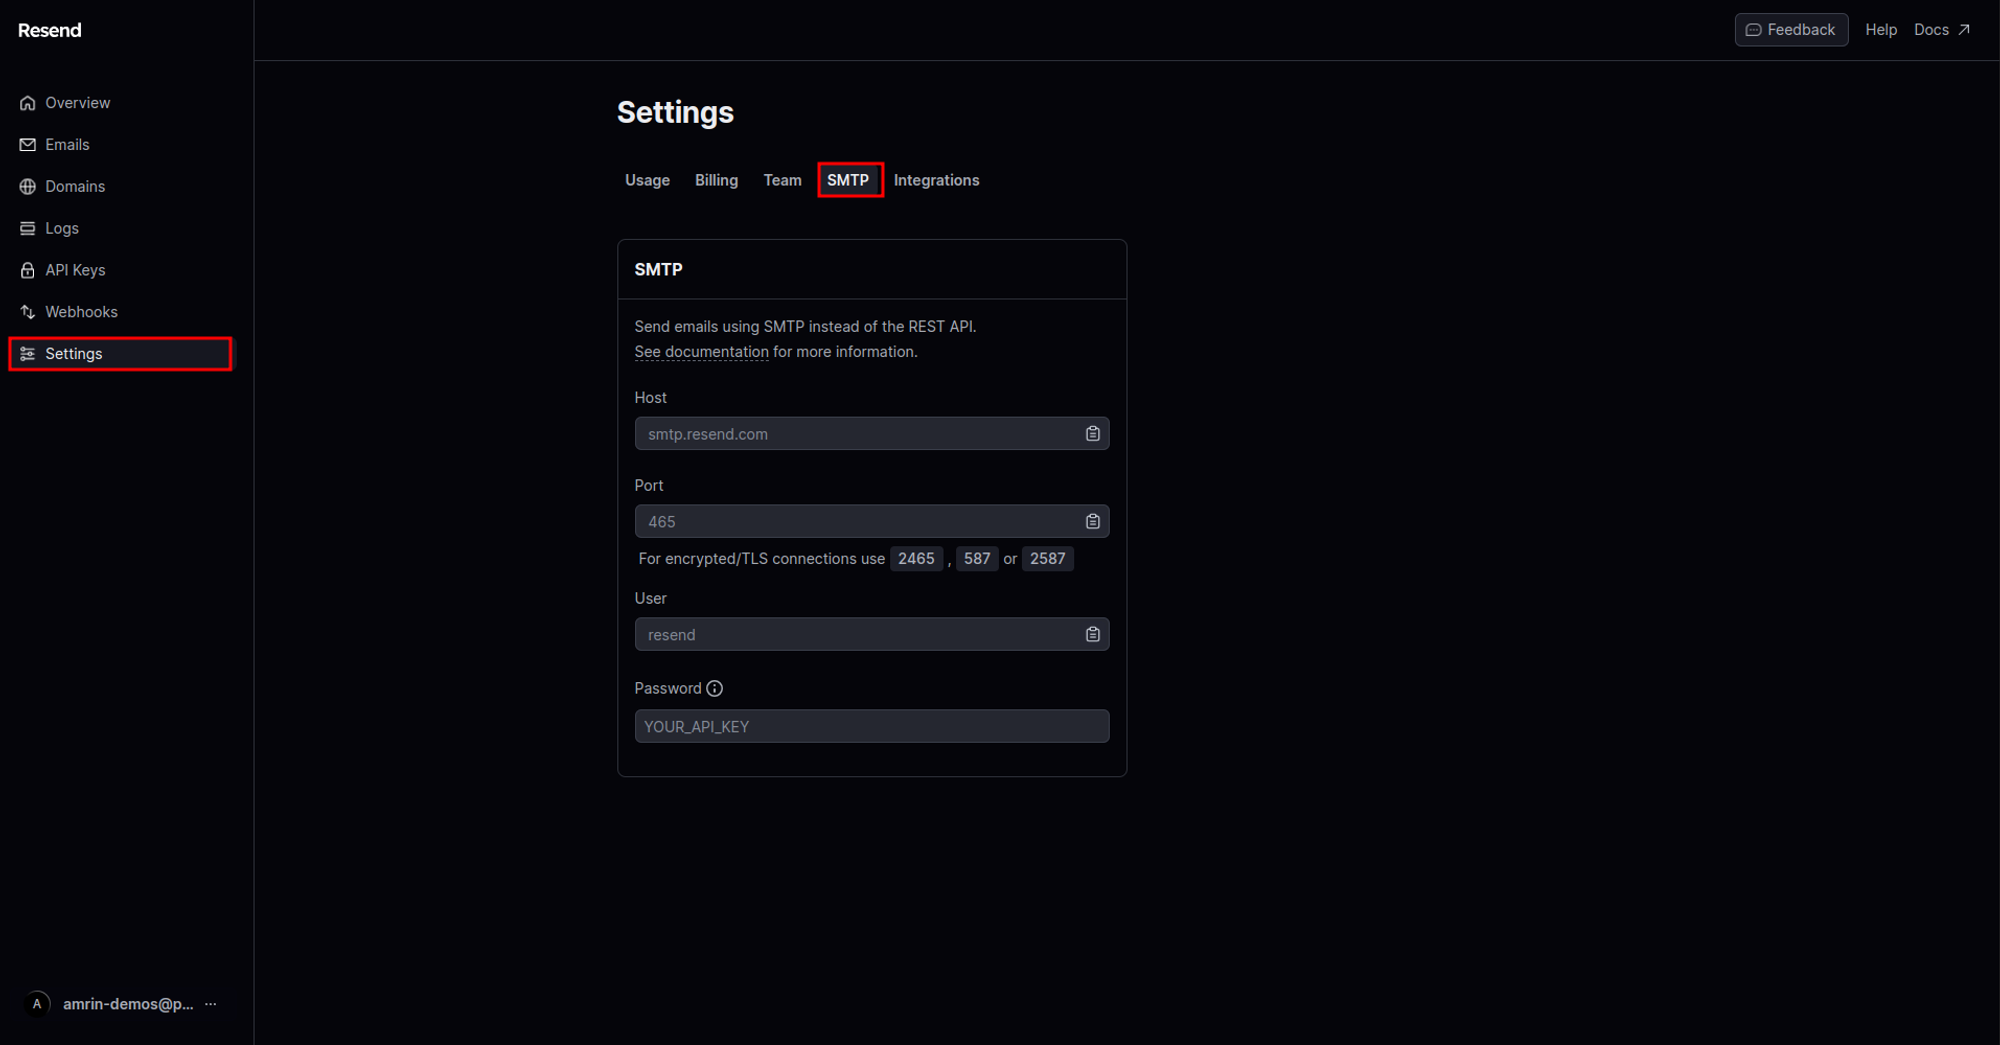 Resend
Feedback Help Docs
Overview
Emails
Domains
Logs
API Keys
Webhooks
Settings
Settings
Usage Billing Team SMTP Integrations
SMTP
Send emails using SMTP instead of the REST API.
See documentation for more information.
Host
smtp.resend.com
Port
465
For encrypted/TLS connections use 2465 , 587 or 2587
User
resend
Password
YOUR_API_KEY
A amrin-demos@p... ...